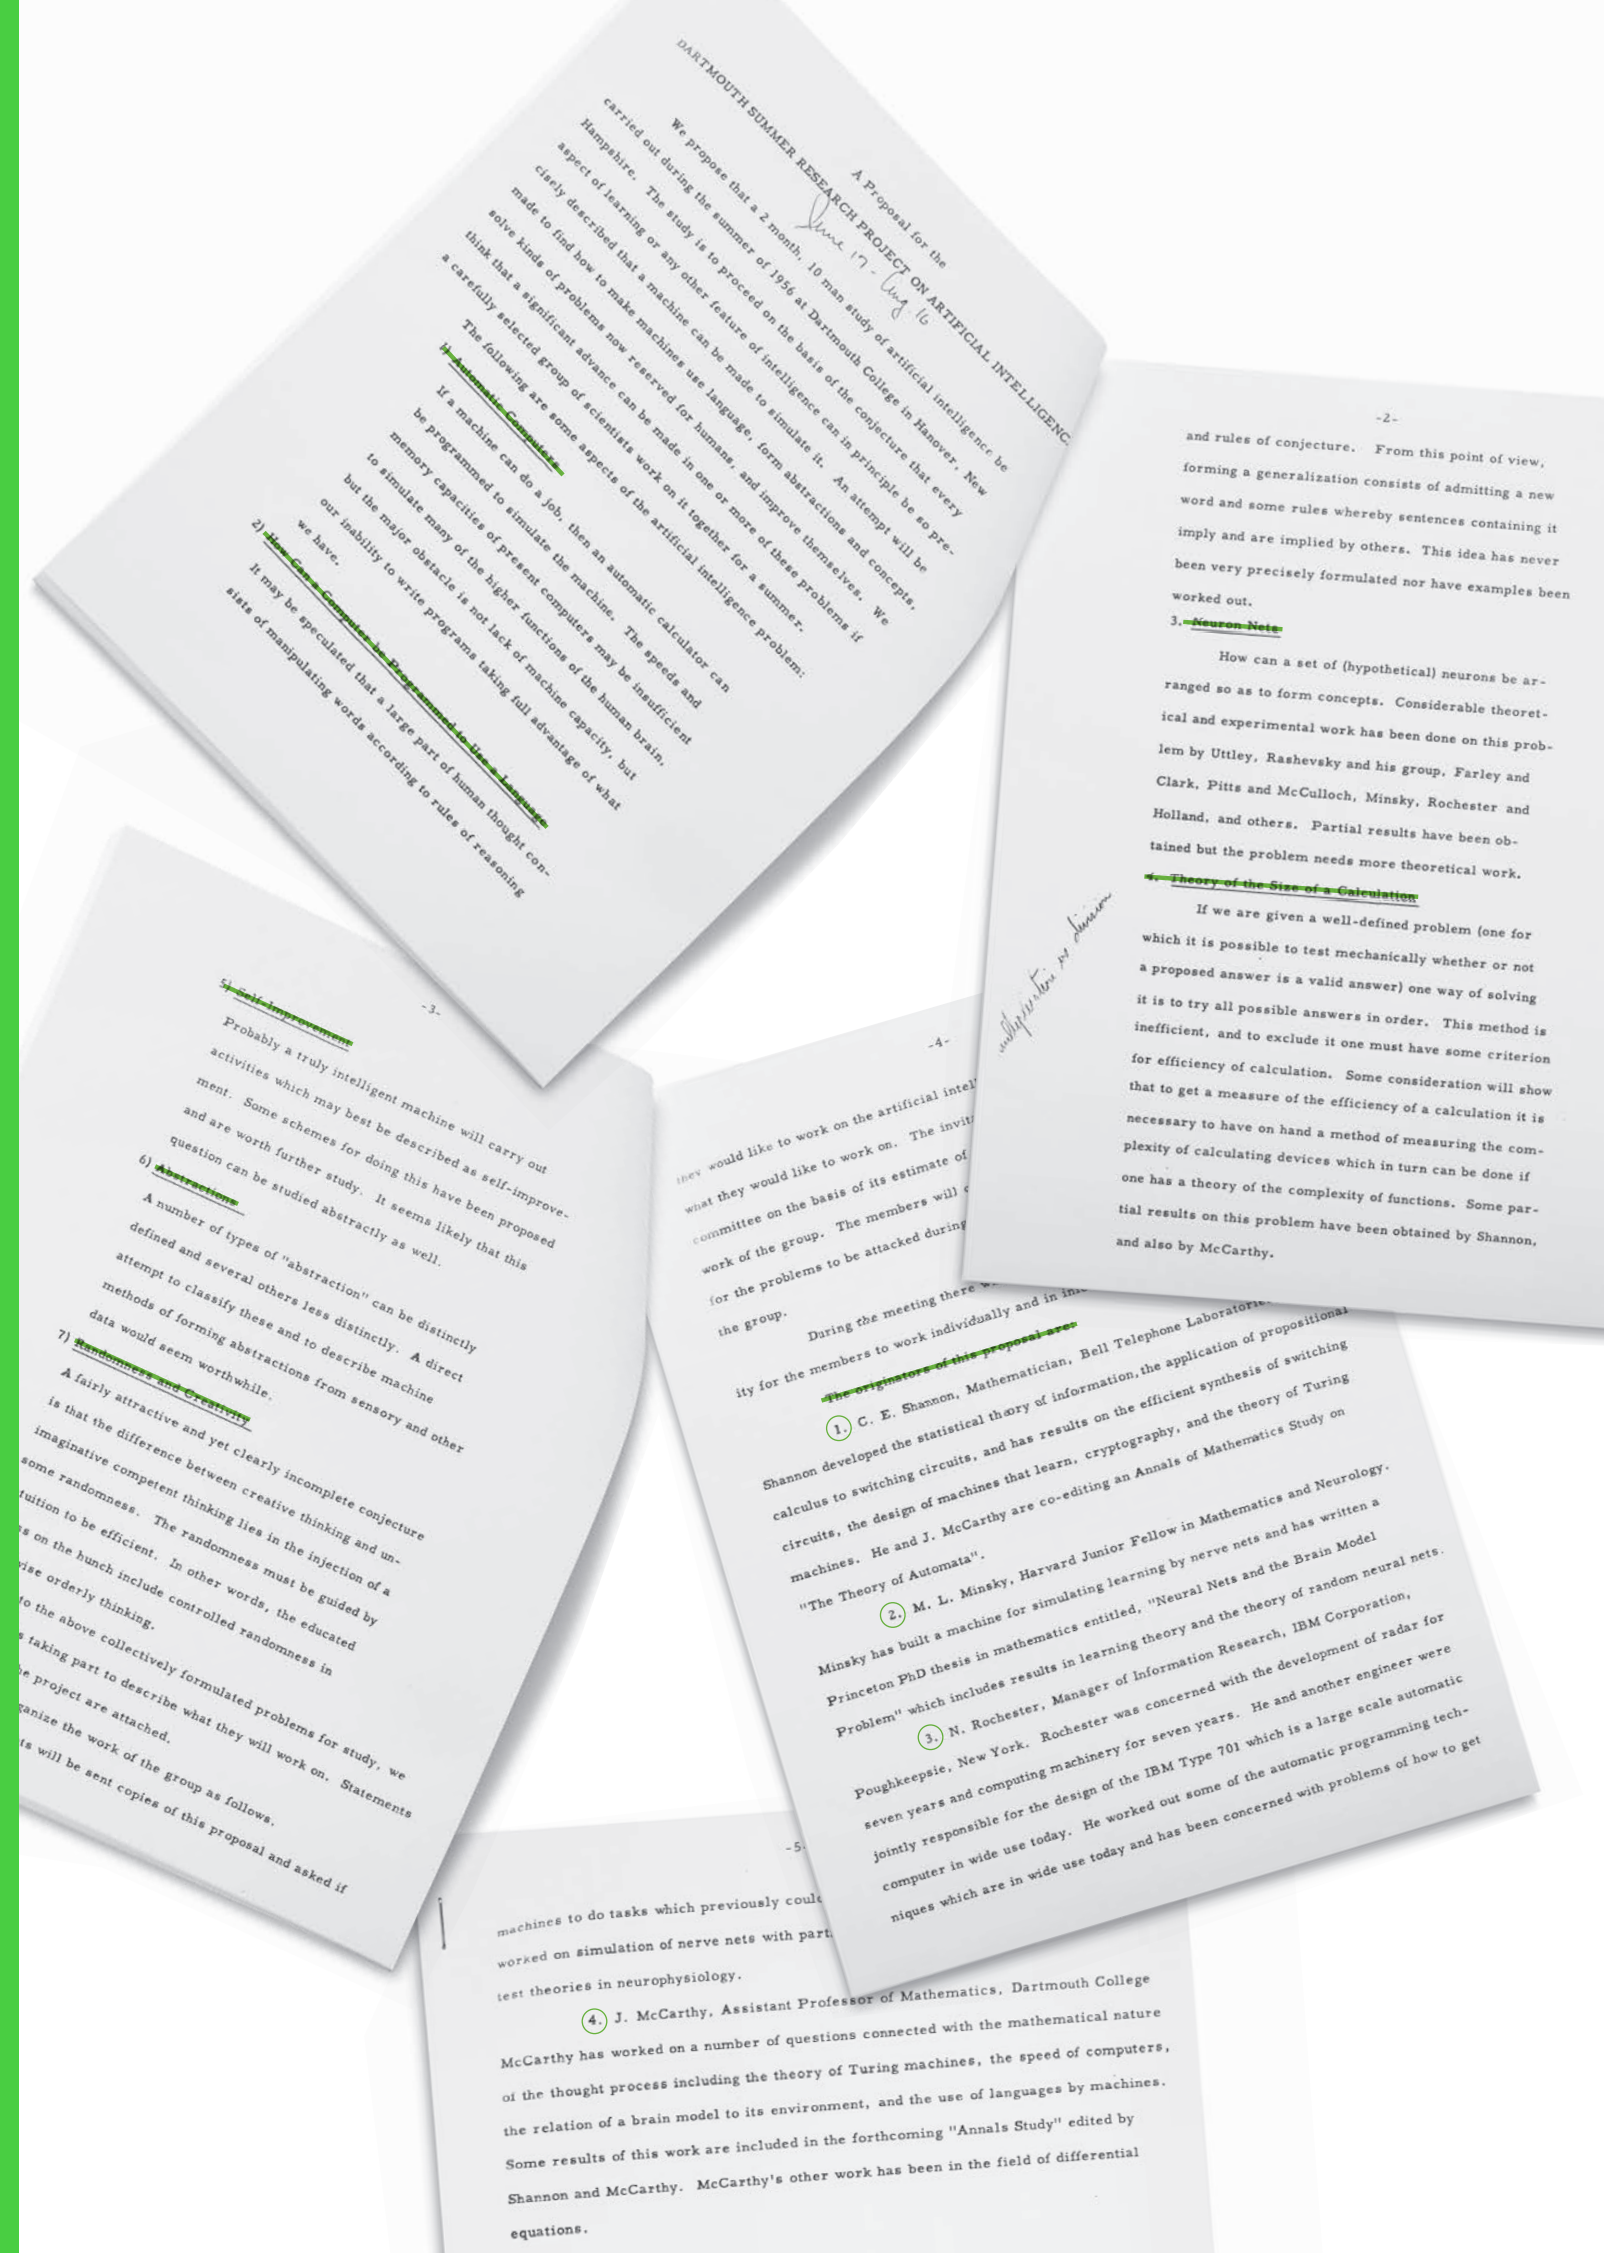 A Proposal for the
DARTMOUTH SUMMER RESEARCH PROJECT ON ARTIFICIAL INTELLIGENC
June 17 - Aug. 16
We propose that a 2 month, 10 man study of artificial intelligence be
carried out during the summer of 1956 at Dartmouth College in Hanover, New
Hampshire. The study is to proceed on the basis of the conjecture that every
aspect of learning or any other feature of intelligence can in principle be so pre-
cisely described that a machine can be made to simulate it. An attempt will be
made to find how to make machines use language, form abstractions and concepts,
solve kinds of problems now reserved for humans, and improve themselves. We
think that a significant advance can be made in one or more of these problems if
a carefully selected group of scientists work on it together for a summer.
The following are some aspects of the artificial intelligence problem:
1) Automatic Computers
If a machine can do a job, then an automatic calculator can
be programmed to simulate the machine. The speeds and
memory capacities of present computers may be insufficient
to simulate many of the higher functions of the human brain,
but the major obstacle is not lack of machine capacity, but
our inability to write programs taking full advantage of what
we have.
2) How Can a Computer be Programmed to Use a Language
It may be speculated that a large part of human thought con-
sists of manipulating words according to rules of reasoning
-2-
and rules of conjecture. From this point of view,
forming a generalization consists of admitting a new
word and some rules whereby sentences containing it
imply and are implied by others. This idea has never
been very precisely formulated nor have examples been
worked out.
3. Neuron Nets
How can a set of (hypothetical) neurons be ar-
ranged so as to form concepts. Considerable theoret-
ical and experimental work has been done on this prob-
lem by Uttley, Rashevsky and his group, Farley and
Clark, Pitts and McCulloch, Minsky, Rochester and
Holland, and others. Partial results have been ob-
tained but the problem needs more theoretical work.
4. Theory of the Size of a Calculation
If we are given a well-defined problem (one for
which it is possible to test mechanically whether or not
a proposed answer is a valid answer) one way of solving
it is to try all possible answers in order. This method is
inefficient, and to exclude it one must have some criterion
for efficiency of calculation. Some consideration will show
that to get a measure of the efficiency of a calculation it is
necessary to have on hand a method of measuring the com-
plexity of calculating devices which in turn can be done if
one has a theory of the complexity of functions. Some par-
tial results on this problem have been obtained by Shannon,
and also by McCarthy.
division
-3-
5) Self-Improvement
Probably a truly intelligent machine will carry out
activities which may best be described as self-improve-
ment. Some schemes for doing this have been proposed
and are worth further study. It seems likely that this
question can be studied abstractly as well.
6) Abstractions
A number of types of "abstraction" can be distinctly
defined and several others less distinctly. A direct
attempt to classify these and to describe machine
methods of forming abstractions from sensory and other
data would seem worthwhile.
7) Randomness and Creativity
A fairly attractive and yet clearly incomplete conjecture
is that the difference between creative thinking and un-
imaginative competent thinking lies in the injection of a
some randomness. The randomness must be guided by
tuition to be efficient. In other words, the educated
s on the hunch include controlled randomness in
wise orderly thinking.
to the above collectively formulated problems for study, we
s taking part to describe what they will work on. Statements
he project are attached.
ganize the work of the group as follows.
ts will be sent copies of this proposal and asked if
-4-
they would like to work on the artificial intel
what they would like to work on. The invit
committee on the basis of its estimate of
work of the group. The members will
for the problems to be attacked during
the group.
During the meeting there
ity for the members to work individually and in in
The originators of this proposal are:
1. C. E. Shannon, Mathematician, Bell Telephone Laboratorie
Shannon developed the statistical theory of information, the application of propositional
calculus to switching circuits, and has results on the efficient synthesis of switching
circuits, the design of machines that learn, cryptography, and the theory of Turing
machines. He and J. McCarthy are co-editing an Annals of Mathematics Study on
"The Theory of Automata".
2. M. L. Minsky, Harvard Junior Fellow in Mathematics and Neurology.
Minsky has built a machine for simulating learning by nerve nets and has written a
Princeton PhD thesis in mathematics entitled, "Neural Nets and the Brain Model
Problem" which includes results in learning theory and the theory of random neural nets.
3. N. Rochester, Manager of Information Research, IBM Corporation,
Poughkeepsie, New York. Rochester was concerned with the development of radar for
seven years and computing machinery for seven years. He and another engineer were
jointly responsible for the design of the IBM Type 701 which is a large scale automatic
computer in wide use today. He worked out some of the automatic programming tech-
niques which are in wide use today and has been concerned with problems of how to get
-5-
machines to do tasks which previously could
worked on simulation of nerve nets with part
test theories in neurophysiology.
4. J. McCarthy, Assistant Professor of Mathematics, Dartmouth College
McCarthy has worked on a number of questions connected with the mathematical nature
of the thought process including the theory of Turing machines, the speed of computers,
the relation of a brain model to its environment, and the use of languages by machines.
Some results of this work are included in the forthcoming "Annals Study" edited by
Shannon and McCarthy. McCarthy's other work has been in the field of differential
equations.